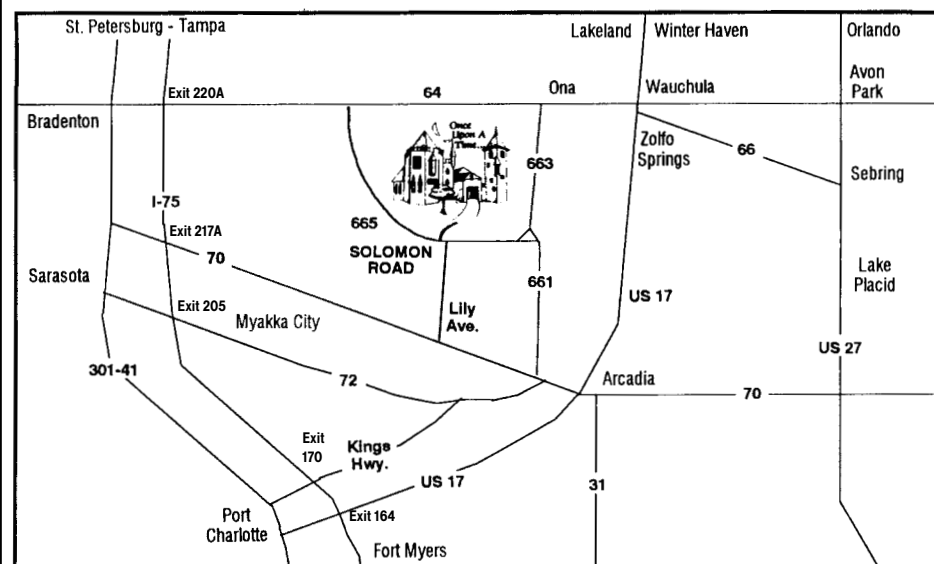 St. Petersburg - Tampa
Lakeland
Winter Haven
Orlando
Avon
Park
Exit 220A
64
Ona
Wauchula
Bradenton
Once
Upon A
Time...
663
Zolfo
Springs
66
Sebring
I-75
665
Exit 217A
70
SOLOMON
ROAD
Sarasota
661
Lake
Placid
US 17
Exit 205
Myakka City
Lily
Ave.
US 27
301-41
72
Arcadia
70
Exit
170
Kings
Hwy.
US 17
31
Port
Charlotte
Exit 164
Fort Myers